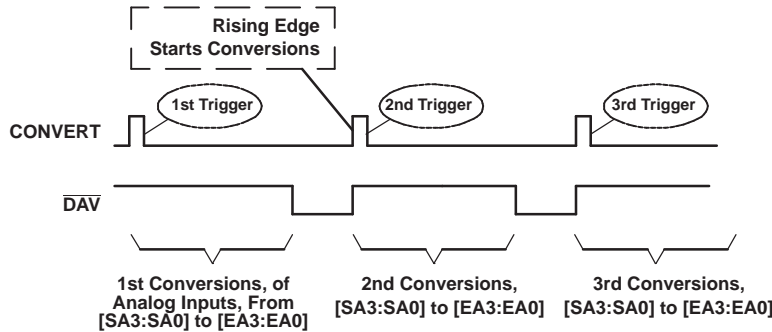 Rising Edge
Starts Conversions
1st Trigger
2nd Trigger
3rd Trigger
CONVERT
DAV
1st Conversions, of
Analog Inputs, From
[SA3:SA0] to [EA3:EA0]
2nd Conversions,
[SA3:SA0] to [EA3:EA0]
3rd Conversions,
[SA3:SA0] to [EA3:EA0]